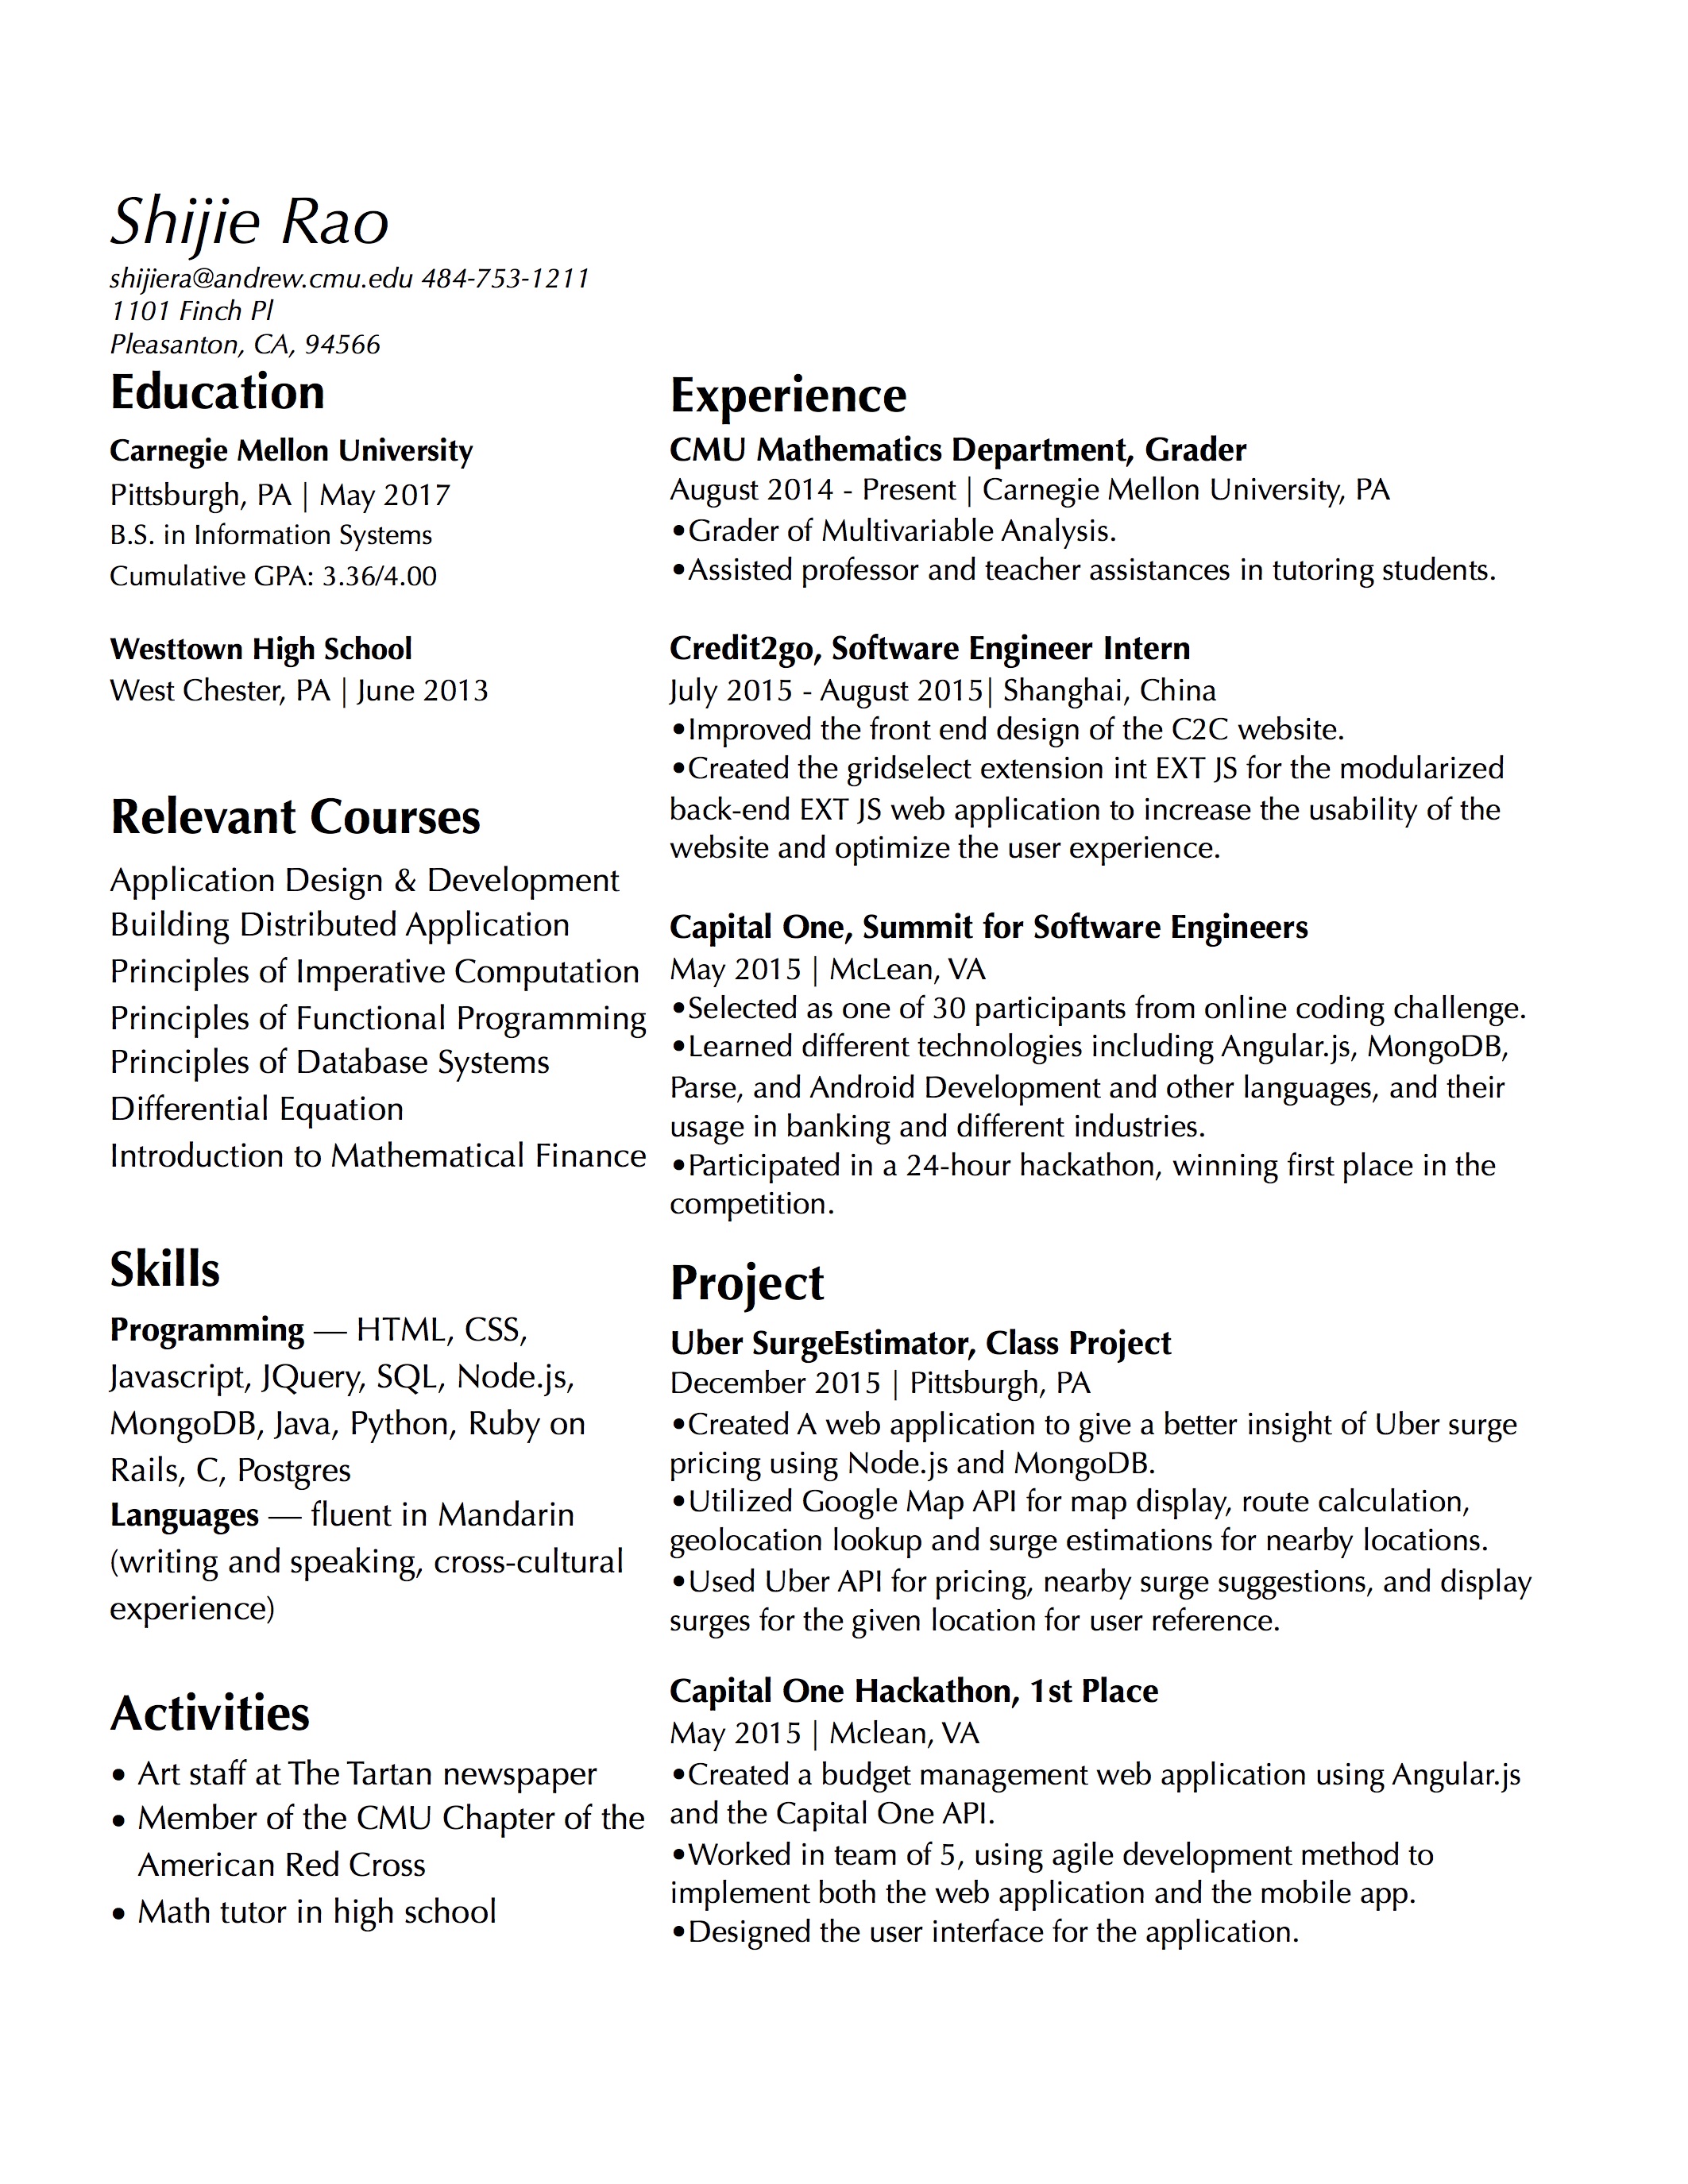 Shijie Rao
shijiera@andrew.cmu.edu 484-753-1211
1101 Finch Pl
Pleasanton, CA, 94566
Education
Carnegie Mellon University
Pittsburgh, PA | May 2017
B.S. in Information Systems
Cumulative GPA: 3.36/4.00
Westtown High School
West Chester, PA | June 2013
Relevant Courses
Application Design & Development
Building Distributed Application
Principles of Imperative Computation
Principles of Functional Programming
Principles of Database Systems
Differential Equation
Introduction to Mathematical Finance
Skills
Programming — HTML, CSS,
Javascript, JQuery, SQL, Node.js,
MongoDB, Java, Python, Ruby on
Rails, C, Postgres
Languages — fluent in Mandarin
(writing and speaking, cross-cultural
experience)
Activities
• Art staff at The Tartan newspaper
• Member of the CMU Chapter of the
American Red Cross
• Math tutor in high school
Experience
CMU Mathematics Department, Grader
August 2014 - Present | Carnegie Mellon University, PA
•Grader of Multivariable Analysis.
•Assisted professor and teacher assistances in tutoring students.
Credit2go, Software Engineer Intern
July 2015 - August 2015| Shanghai, China
•Improved the front end design of the C2C website.
•Created the gridselect extension int EXT JS for the modularized
back-end EXT JS web application to increase the usability of the
website and optimize the user experience.
Capital One, Summit for Software Engineers
May 2015 | McLean, VA
•Selected as one of 30 participants from online coding challenge.
•Learned different technologies including Angular.js, MongoDB,
Parse, and Android Development and other languages, and their
usage in banking and different industries.
•Participated in a 24-hour hackathon, winning first place in the
competition.
Project
Uber SurgeEstimator, Class Project
December 2015 | Pittsburgh, PA
•Created A web application to give a better insight of Uber surge
pricing using Node.js and MongoDB.
•Utilized Google Map API for map display, route calculation,
geolocation lookup and surge estimations for nearby locations.
•Used Uber API for pricing, nearby surge suggestions, and display
surges for the given location for user reference.
Capital One Hackathon, 1st Place
May 2015 | Mclean, VA
•Created a budget management web application using Angular.js
and the Capital One API.
•Worked in team of 5, using agile development method to
implement both the web application and the mobile app.
•Designed the user interface for the application.